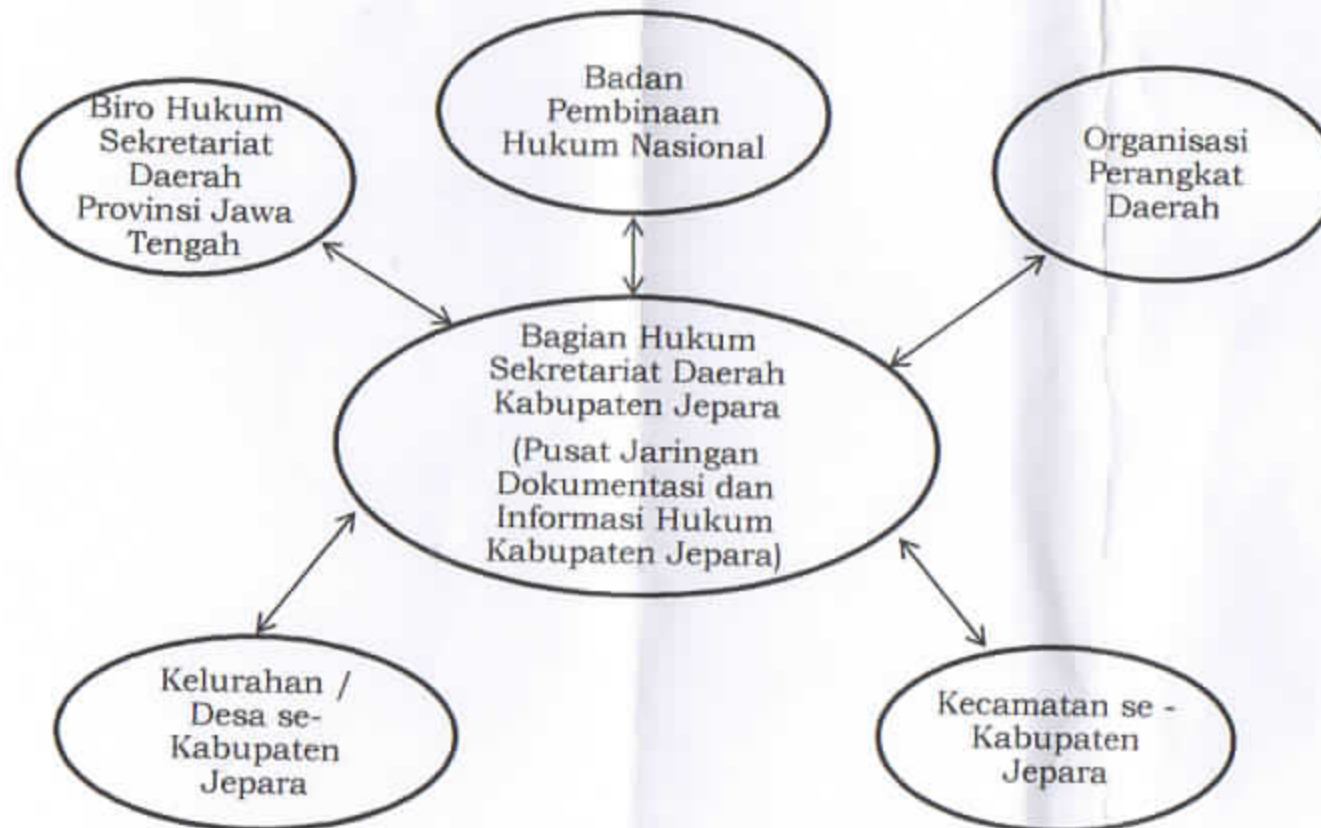 Biro Hukum
Sekretariat
Daerah
Provinsi Jawa
Tengah
Badan
Pembinaan
Hukum Nasional
Organisasi
Perangkat
Daerah
Bagian Hukum
Sekretariat Daerah
Kabupaten Jepara
(Pusat Jaringan
Dokumentasi dan
Informasi Hukum
Kabupaten Jepara)
Kelurahan /
Desa se-
Kabupaten
Jepara
Kecamatan se -
Kabupaten
Jepara